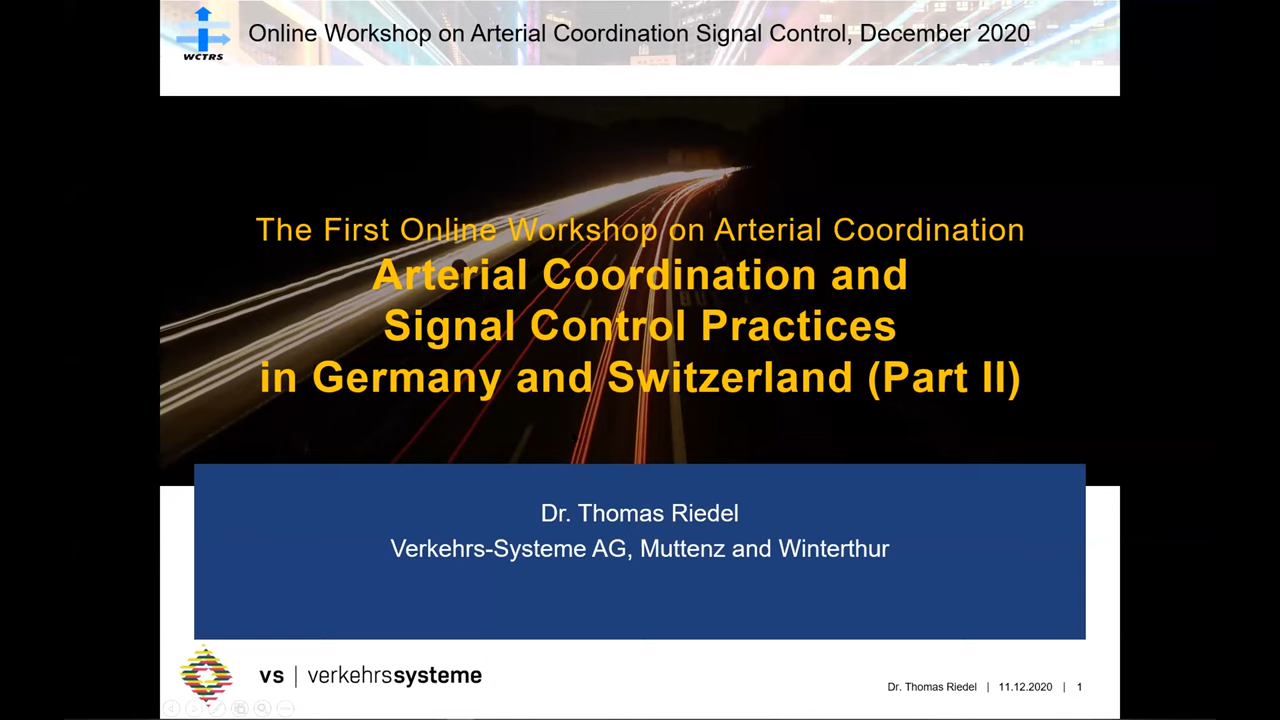 WCTRS
Online Workshop on Arterial Coordination Signal Control, December 2020
The First Online Workshop on Arterial Coordination
Arterial Coordination and
Signal Control Practices
in Germany and Switzerland (Part II)
Dr. Thomas Riedel
Verkehrs-Systeme AG, Muttenz and Winterthur
vs | verkehrssysteme
Dr. Thomas Riedel | 11.12.2020 | 1